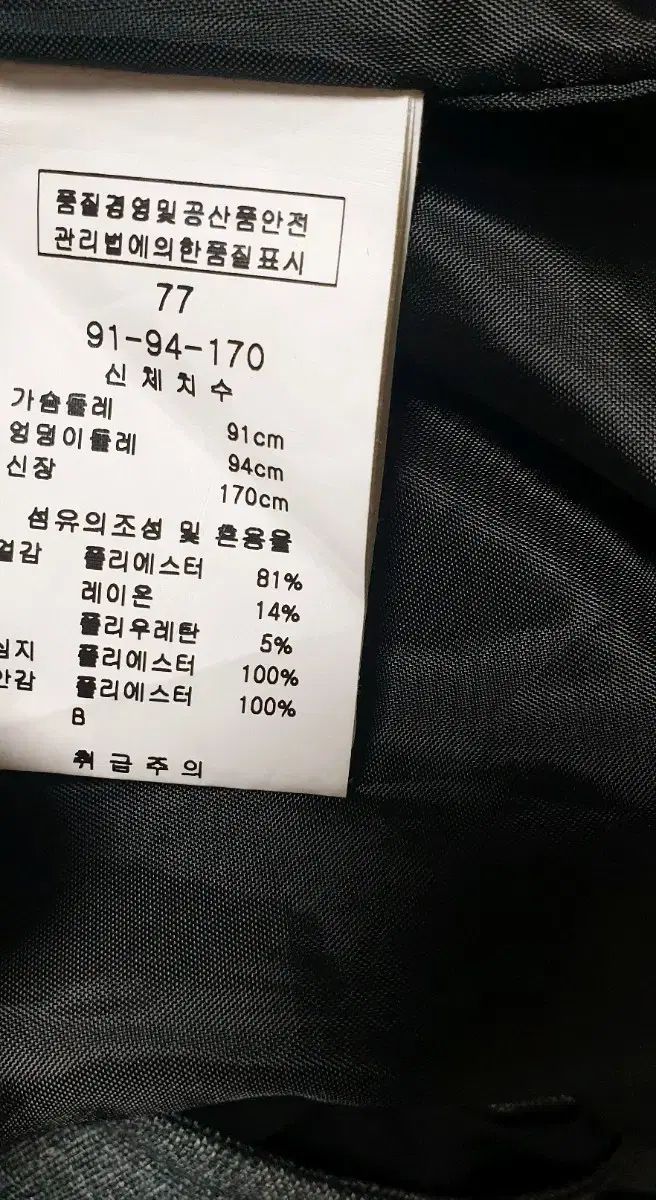 품질경영및공산품안전
관리법에의한품질표시
77
91-94-170
신체치수
가슴둘레 91cm
엉덩이둘레 94cm
신장 170cm
섬유의조성 및 혼용율
겉감 폴리에스터 81%
레이온 14%
폴리우레탄 5%
심지 폴리에스터 100%
안감 폴리에스터 100%
B
취급주의